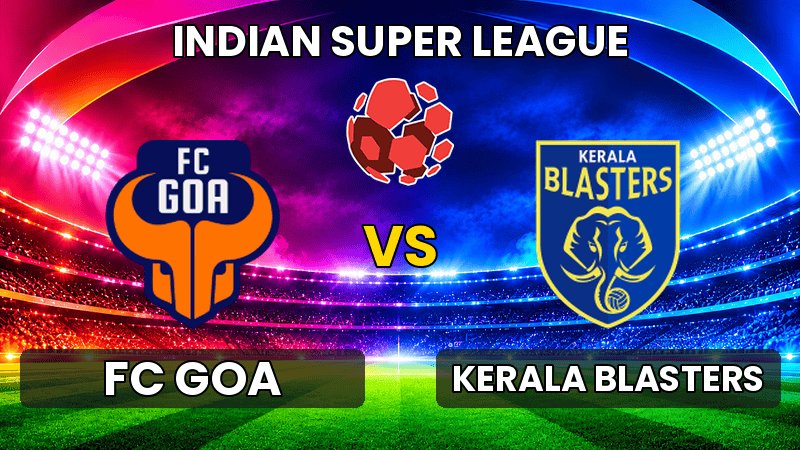 INDIAN SUPER LEAGUE
FC
GOA
KERALA
BLASTERS
VS
FC GOA
KERALA BLASTERS